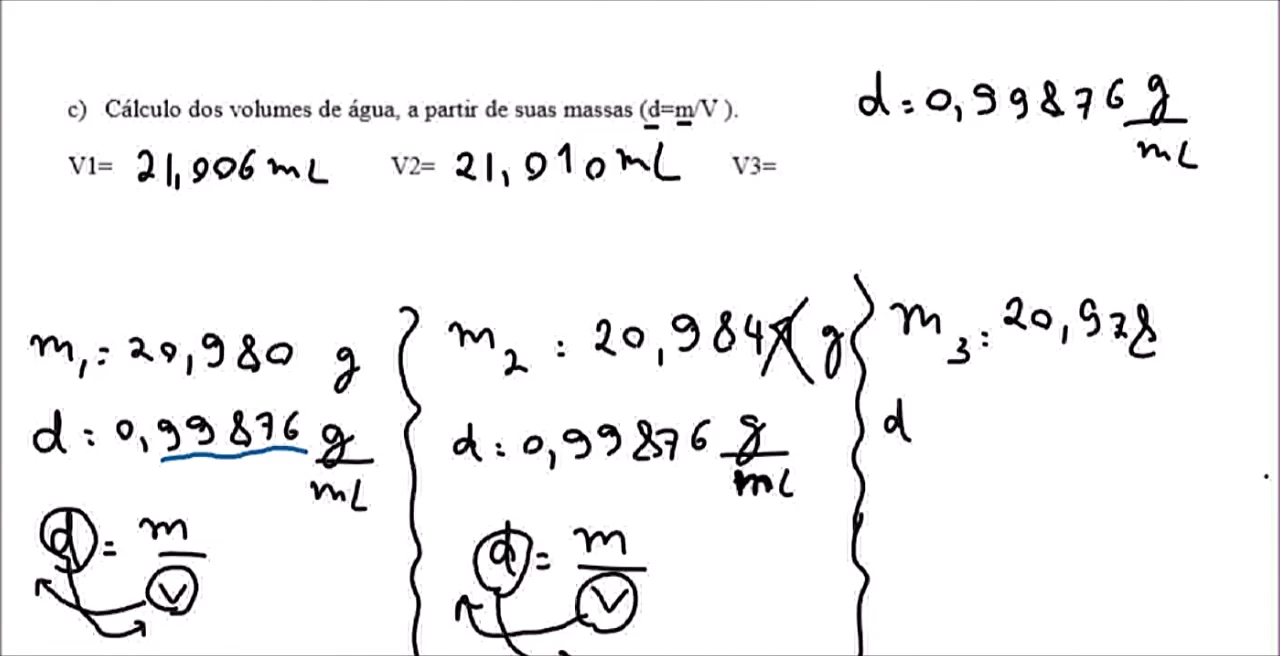 c) Cálculo dos volumes de água, a partir de suas massas (d=m/V ).
d = 0,99876 g/mL
V1= 21,006 mL V2= 21,010 mL V3=
m1 = 20,980 g
d = 0,99876 g/mL
d = m/V
m2 = 20,984 g
d = 0,99876 g/mL
d = m/V
m3 = 20,978
d